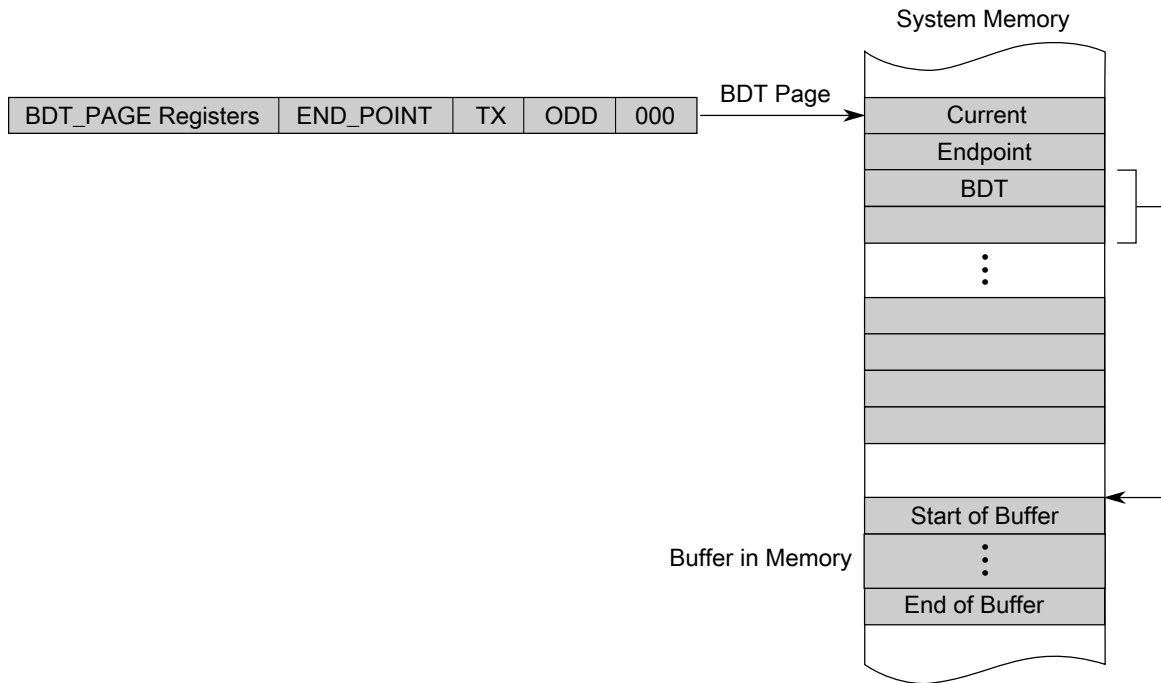 System Memory
BDT_PAGE Registers END_POINT TX ODD 000
BDT Page
Current
Endpoint
BDT
Start of Buffer
Buffer in Memory
End of Buffer